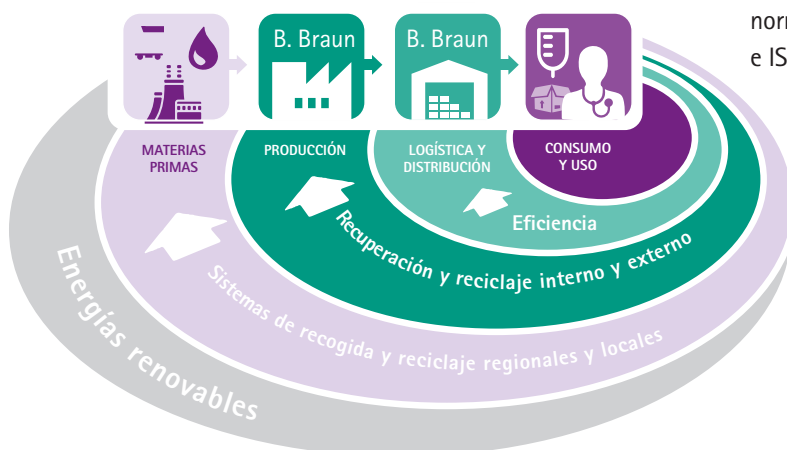 B. Braun
B. Braun
MATERIAS
PRIMAS
PRODUCCIÓN
LOGÍSTICA Y
DISTRIBUCIÓN
CONSUMO
Y USO
Eficiencia
Recuperación y reciclaje interno y externo
Sistemas de recogida y reciclaje regionales y locales
Energías renovables